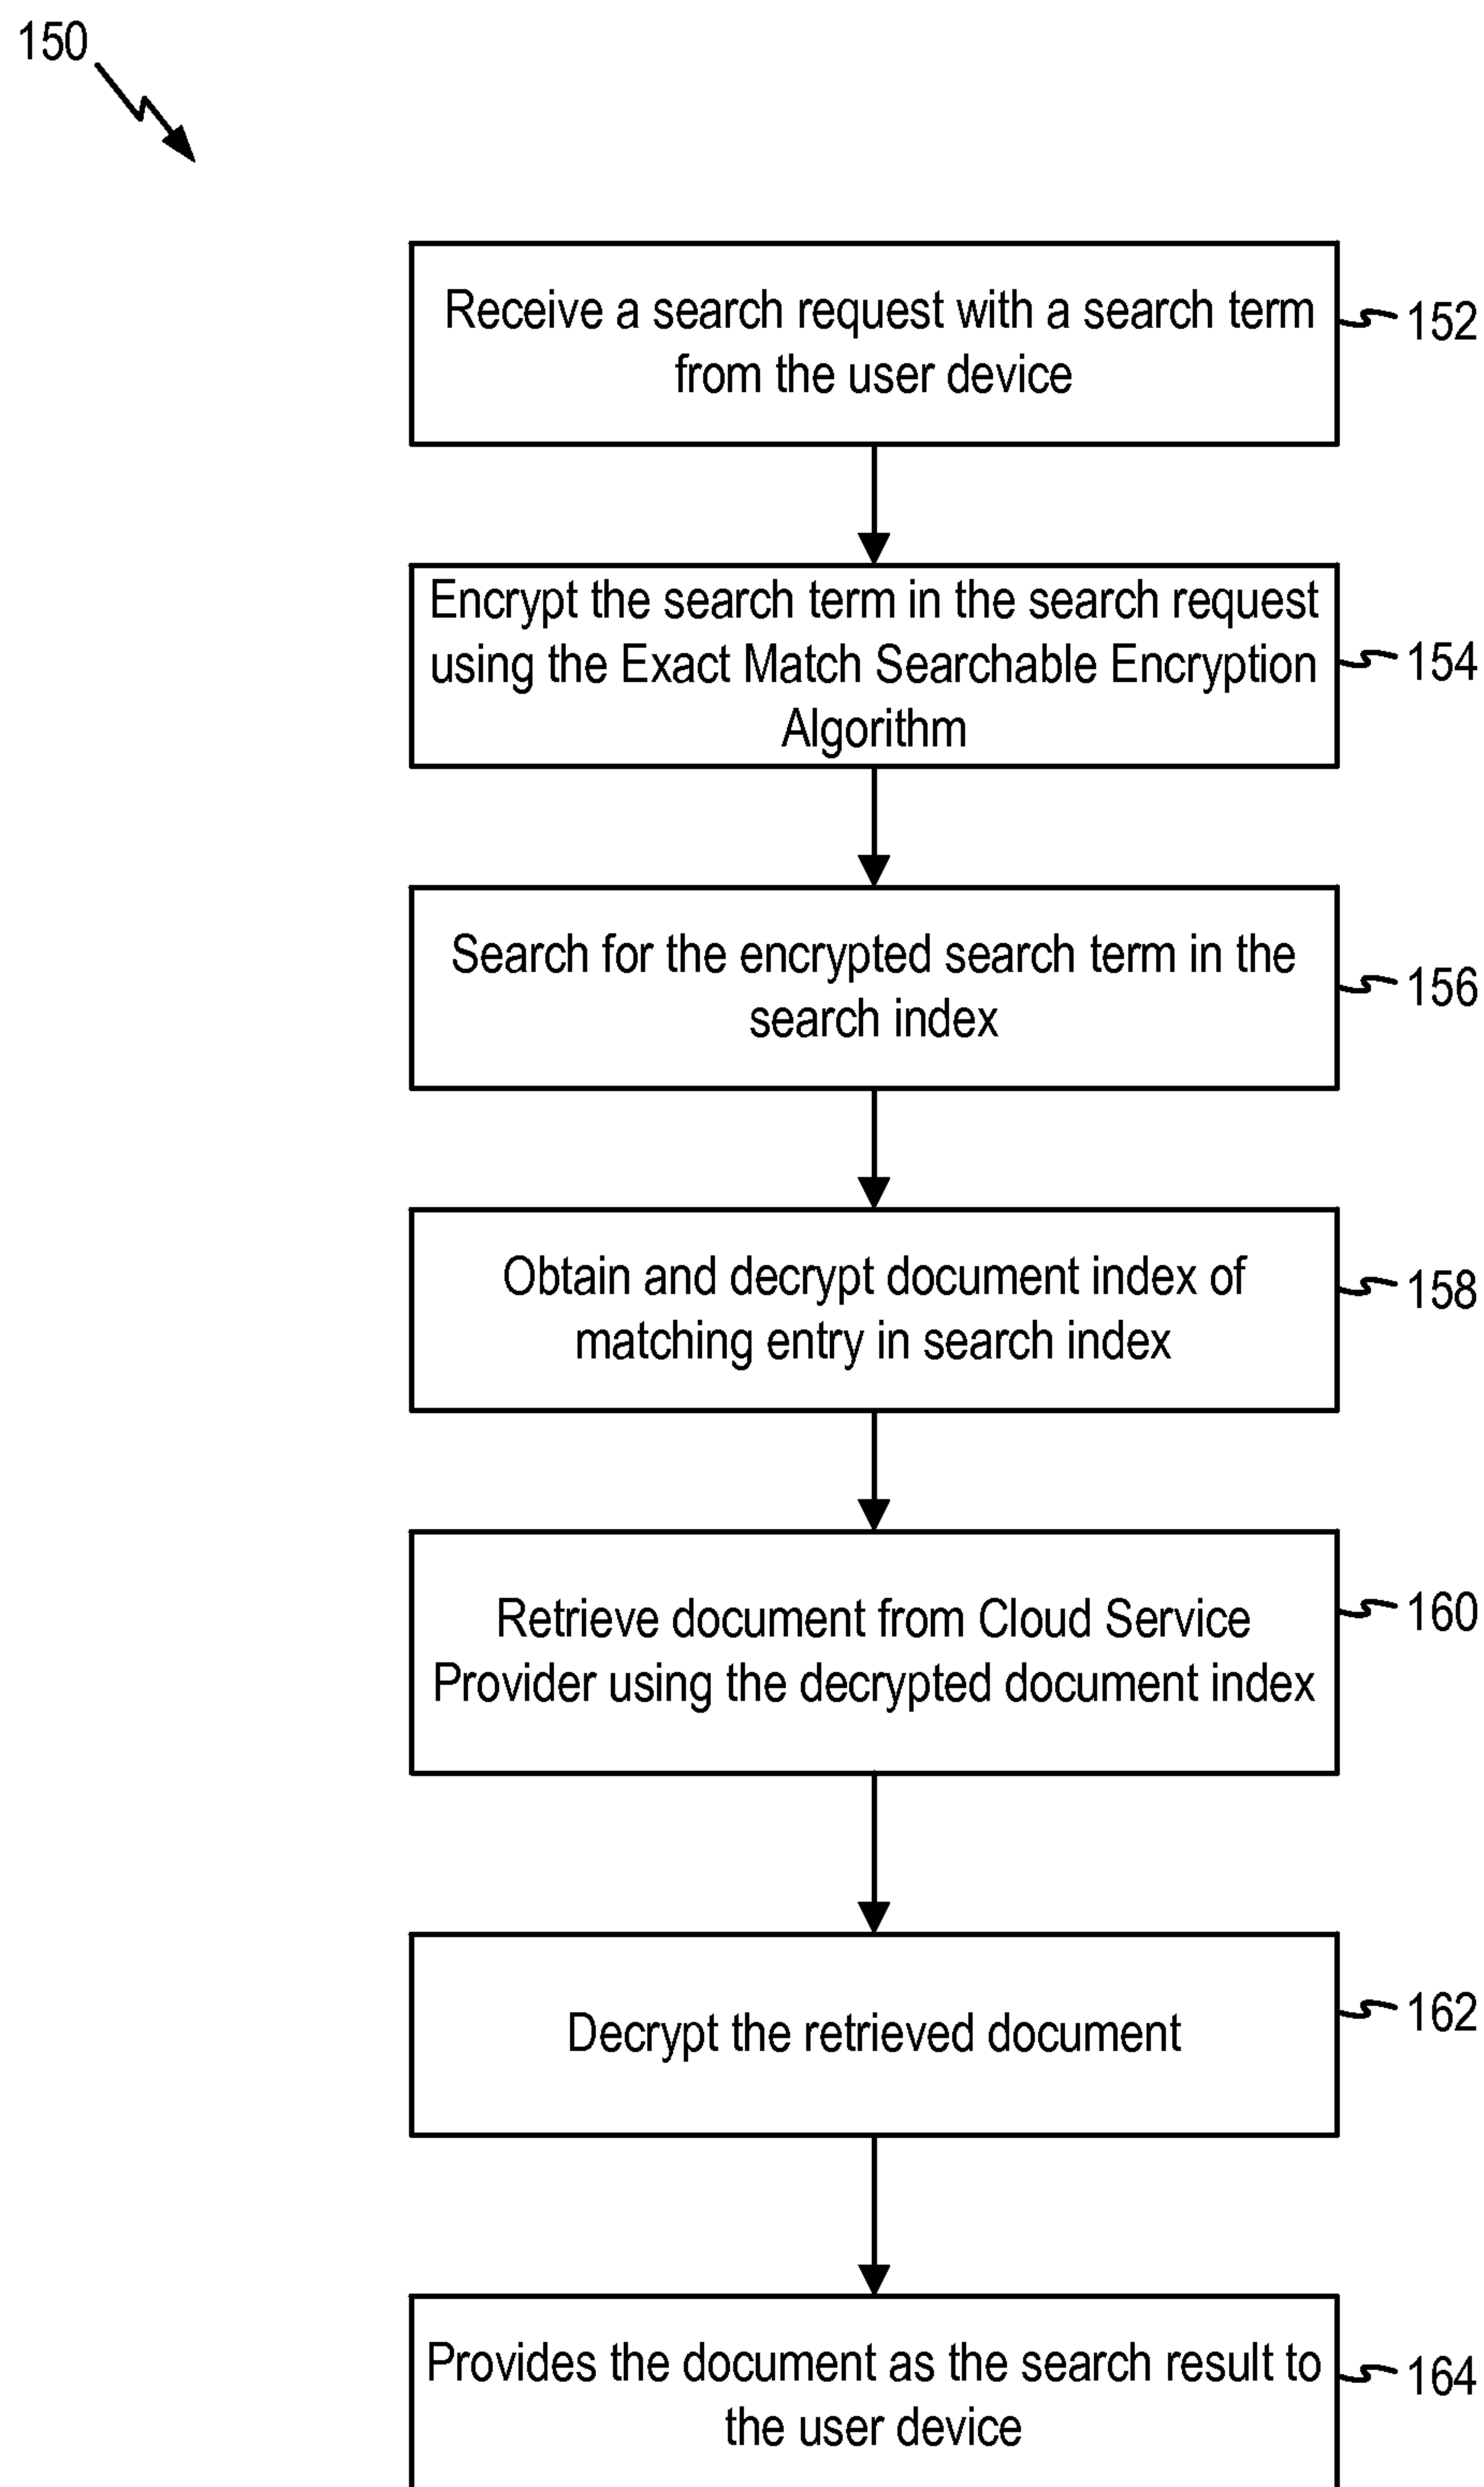 150
Receive a search request with a search term
from the user device
152
Encrypt the search term in the search request
using the Exact Match Searchable Encryption
Algorithm
154
Search for the encrypted search term in the
search index
156
Obtain and decrypt document index of
matching entry in search index
158
Retrieve document from Cloud Service
Provider using the decrypted document index
160
Decrypt the retrieved document
162
Provides the document as the search result to
the user device
164